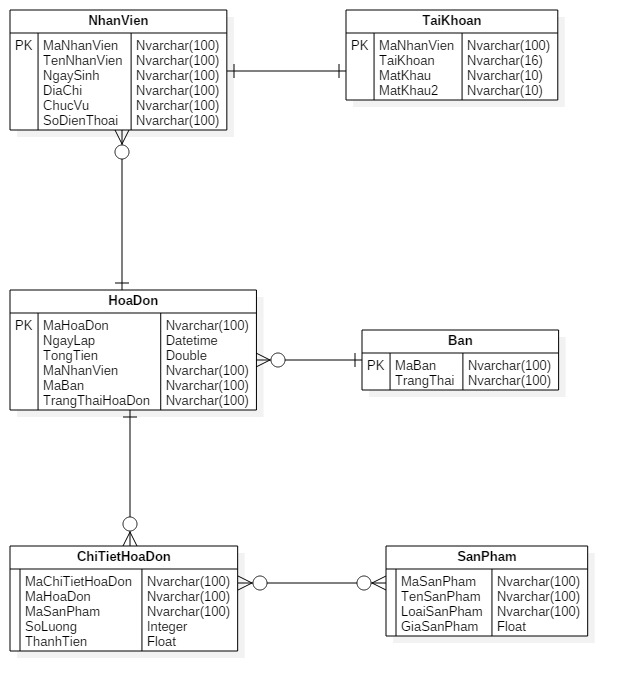 NhanVien
PK MaNhanVien Nvarchar(100)
TenNhanVien Nvarchar(100)
NgaySinh Nvarchar(100)
DiaChi Nvarchar(100)
ChucVu Nvarchar(100)
SoDienThoai Nvarchar(100)
TaiKhoan
PK MaNhanVien Nvarchar(100)
TaiKhoan Nvarchar(16)
MatKhau Nvarchar(10)
MatKhau2 Nvarchar(10)
HoaDon
PK MaHoaDon Nvarchar(100)
NgayLap Datetime
TongTien Double
MaNhanVien Nvarchar(100)
MaBan Nvarchar(100)
TrangThaiHoaDon Nvarchar(100)
Ban
PK MaBan Nvarchar(100)
TrangThai Nvarchar(100)
ChiTietHoaDon
MaChiTietHoaDon Nvarchar(100)
MaHoaDon Nvarchar(100)
MaSanPham Nvarchar(100)
SoLuong Integer
ThanhTien Float
SanPham
MaSanPham Nvarchar(100)
TenSanPham Nvarchar(100)
LoaiSanPham Nvarchar(100)
GiaSanPham Float